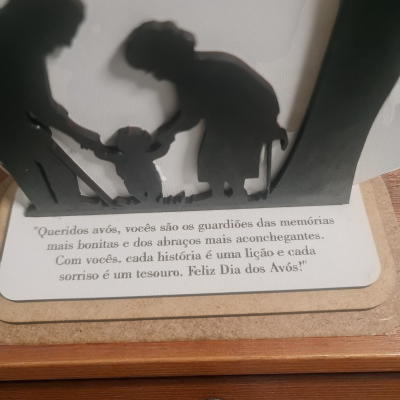 "Queridos avós, vocês são os guardiões das memórias
mais bonitas e dos abraços mais aconchegantes.
Com vocês, cada história é uma lição e cada
sorriso é um tesouro. Feliz Dia dos Avós!"